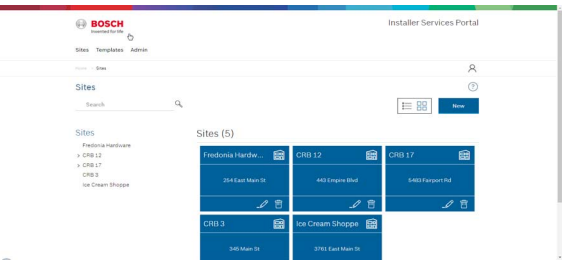 BOSCH
Invented for life
Installer Services Portal
Sites Templates Admin
Home > Sites
Sites
Search
New
Sites
Fredonia Hardware
> CRB 12
> CRB 17
CRB 3
Ice Cream Shoppe
Sites (5)
Fredonia Hardw...
254 East Main St
CRB 12
443 Empire Blvd
CRB 17
5483 Fairport Rd
CRB 3
345 Main St
Ice Cream Shoppe
3761 East Main St